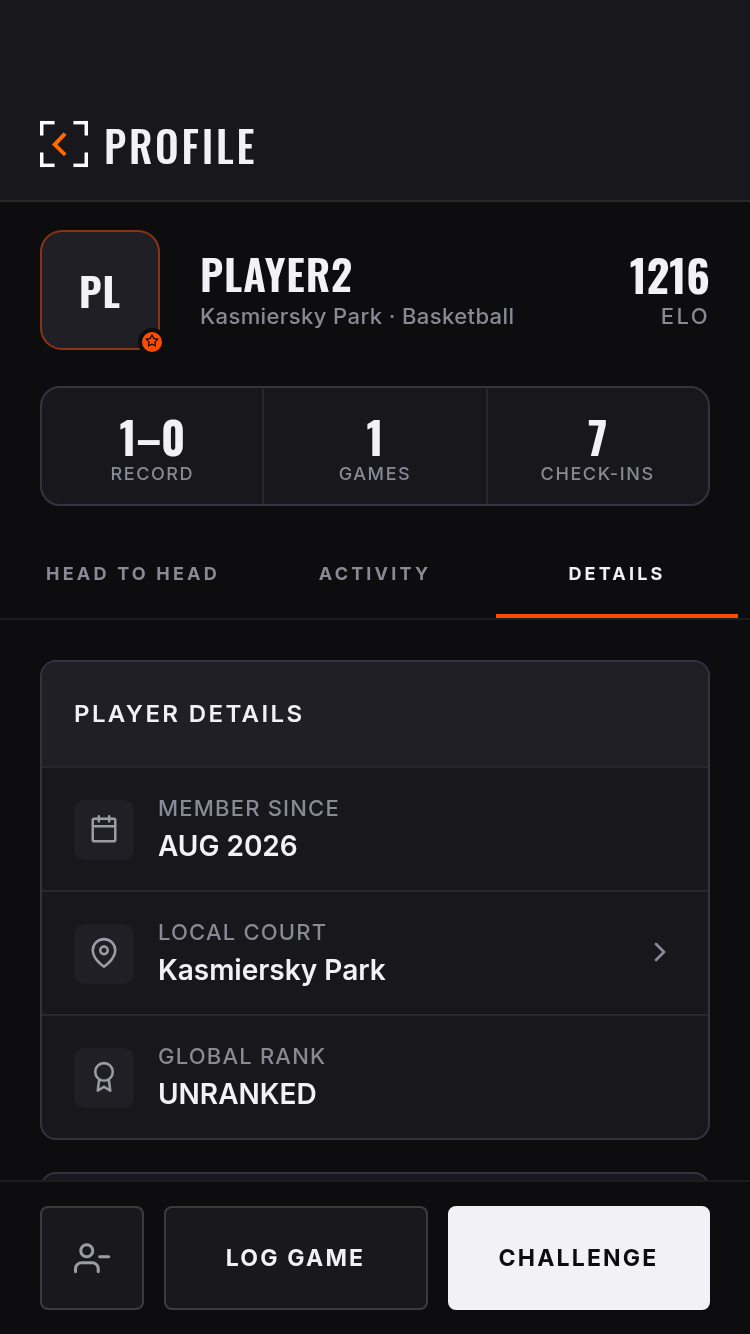 PROFILE
PL
PLAYER2
Kasmiersky Park · Basketball
1216
ELO
1–0
RECORD
1
GAMES
7
CHECK-INS
HEAD TO HEAD
ACTIVITY
DETAILS
PLAYER DETAILS
MEMBER SINCE
AUG 2026
LOCAL COURT
Kasmiersky Park
GLOBAL RANK
UNRANKED
LOG GAME
CHALLENGE